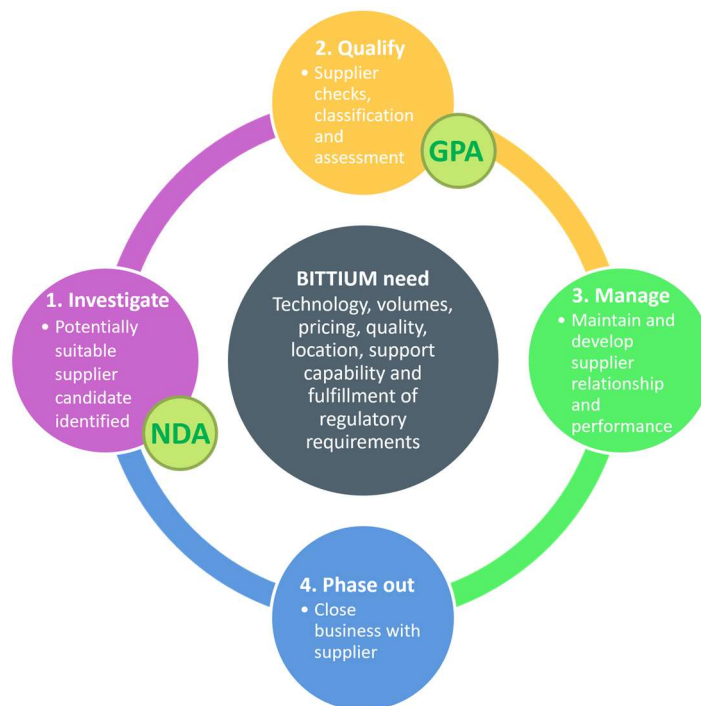 2. Qualify
• Supplier
checks,
classification
and
assessment
GPA
1. Investigate
• Potentially
suitable
supplier
candidate
identified
NDA
BITTIUM need
Technology, volumes,
pricing, quality,
location, support
capability and
fulfillment of
regulatory
requirements
3. Manage
• Maintain and
develop
supplier
relationship
and
performance
4. Phase out
• Close
business with
supplier